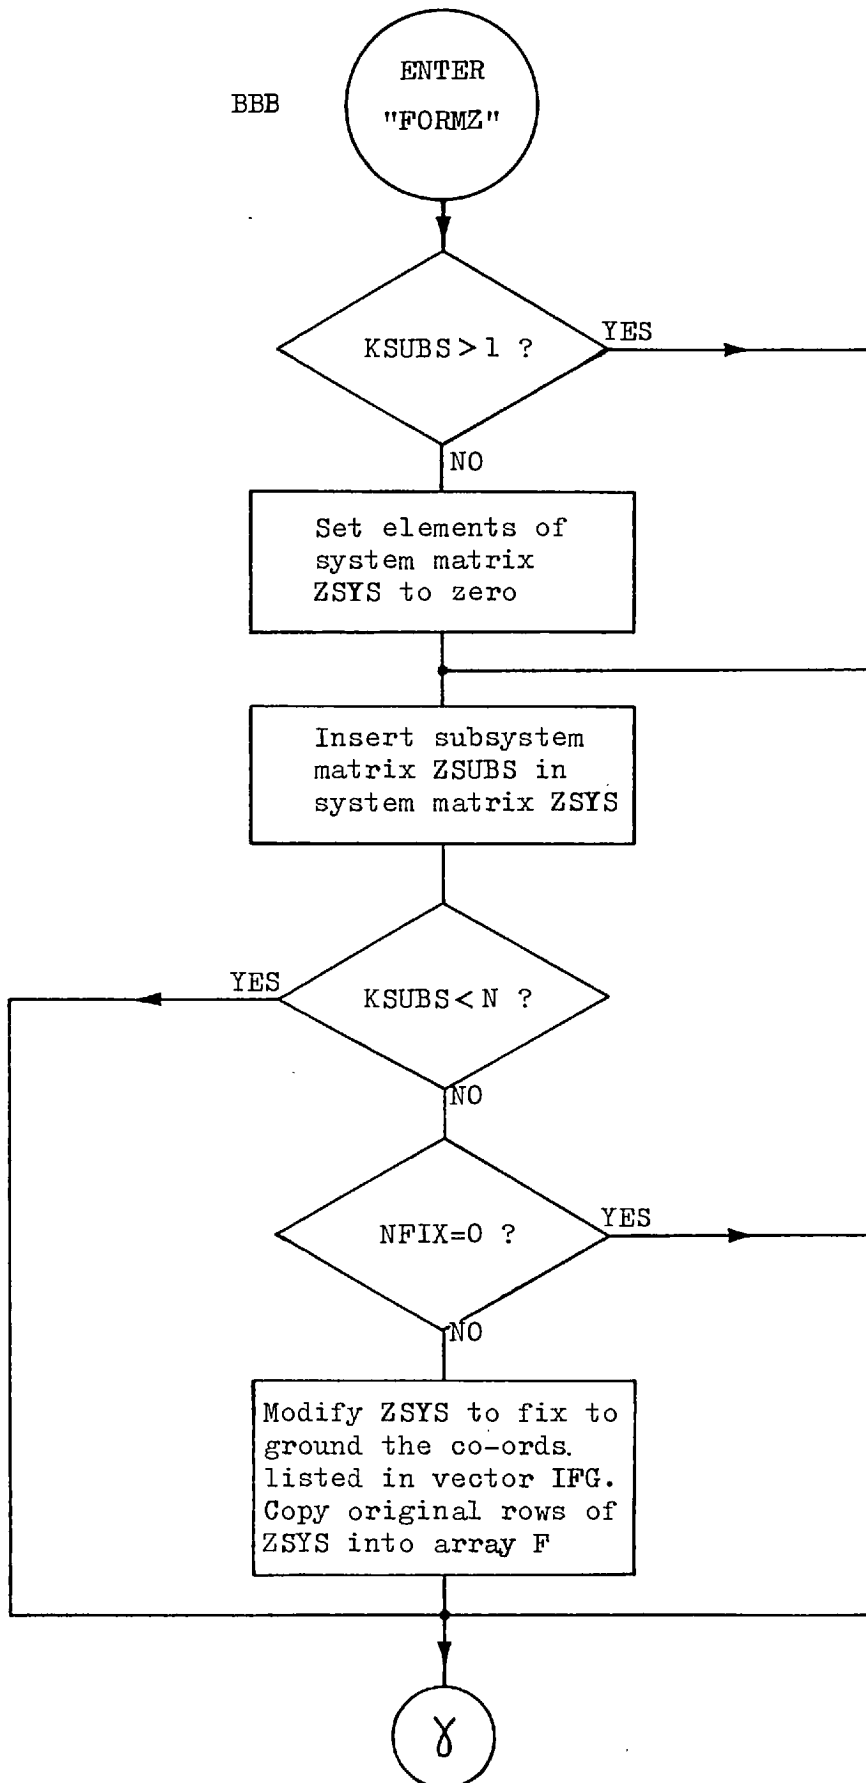 ENTER
BBB
"FORMZ"
KSUBS>1 ?
YES
NO
Set elements of
system matrix
ZSYS to zero
Insert subsystem
matrix ZSUBS in
system matrix ZSYS
YES
KSUBS<N ?
NO
YES
NFIX=0 ?
NO
Modify ZSYS to fix to
ground the co-ords.
listed in vector IFG.
Copy original rows of
ZSYS into array F
γ